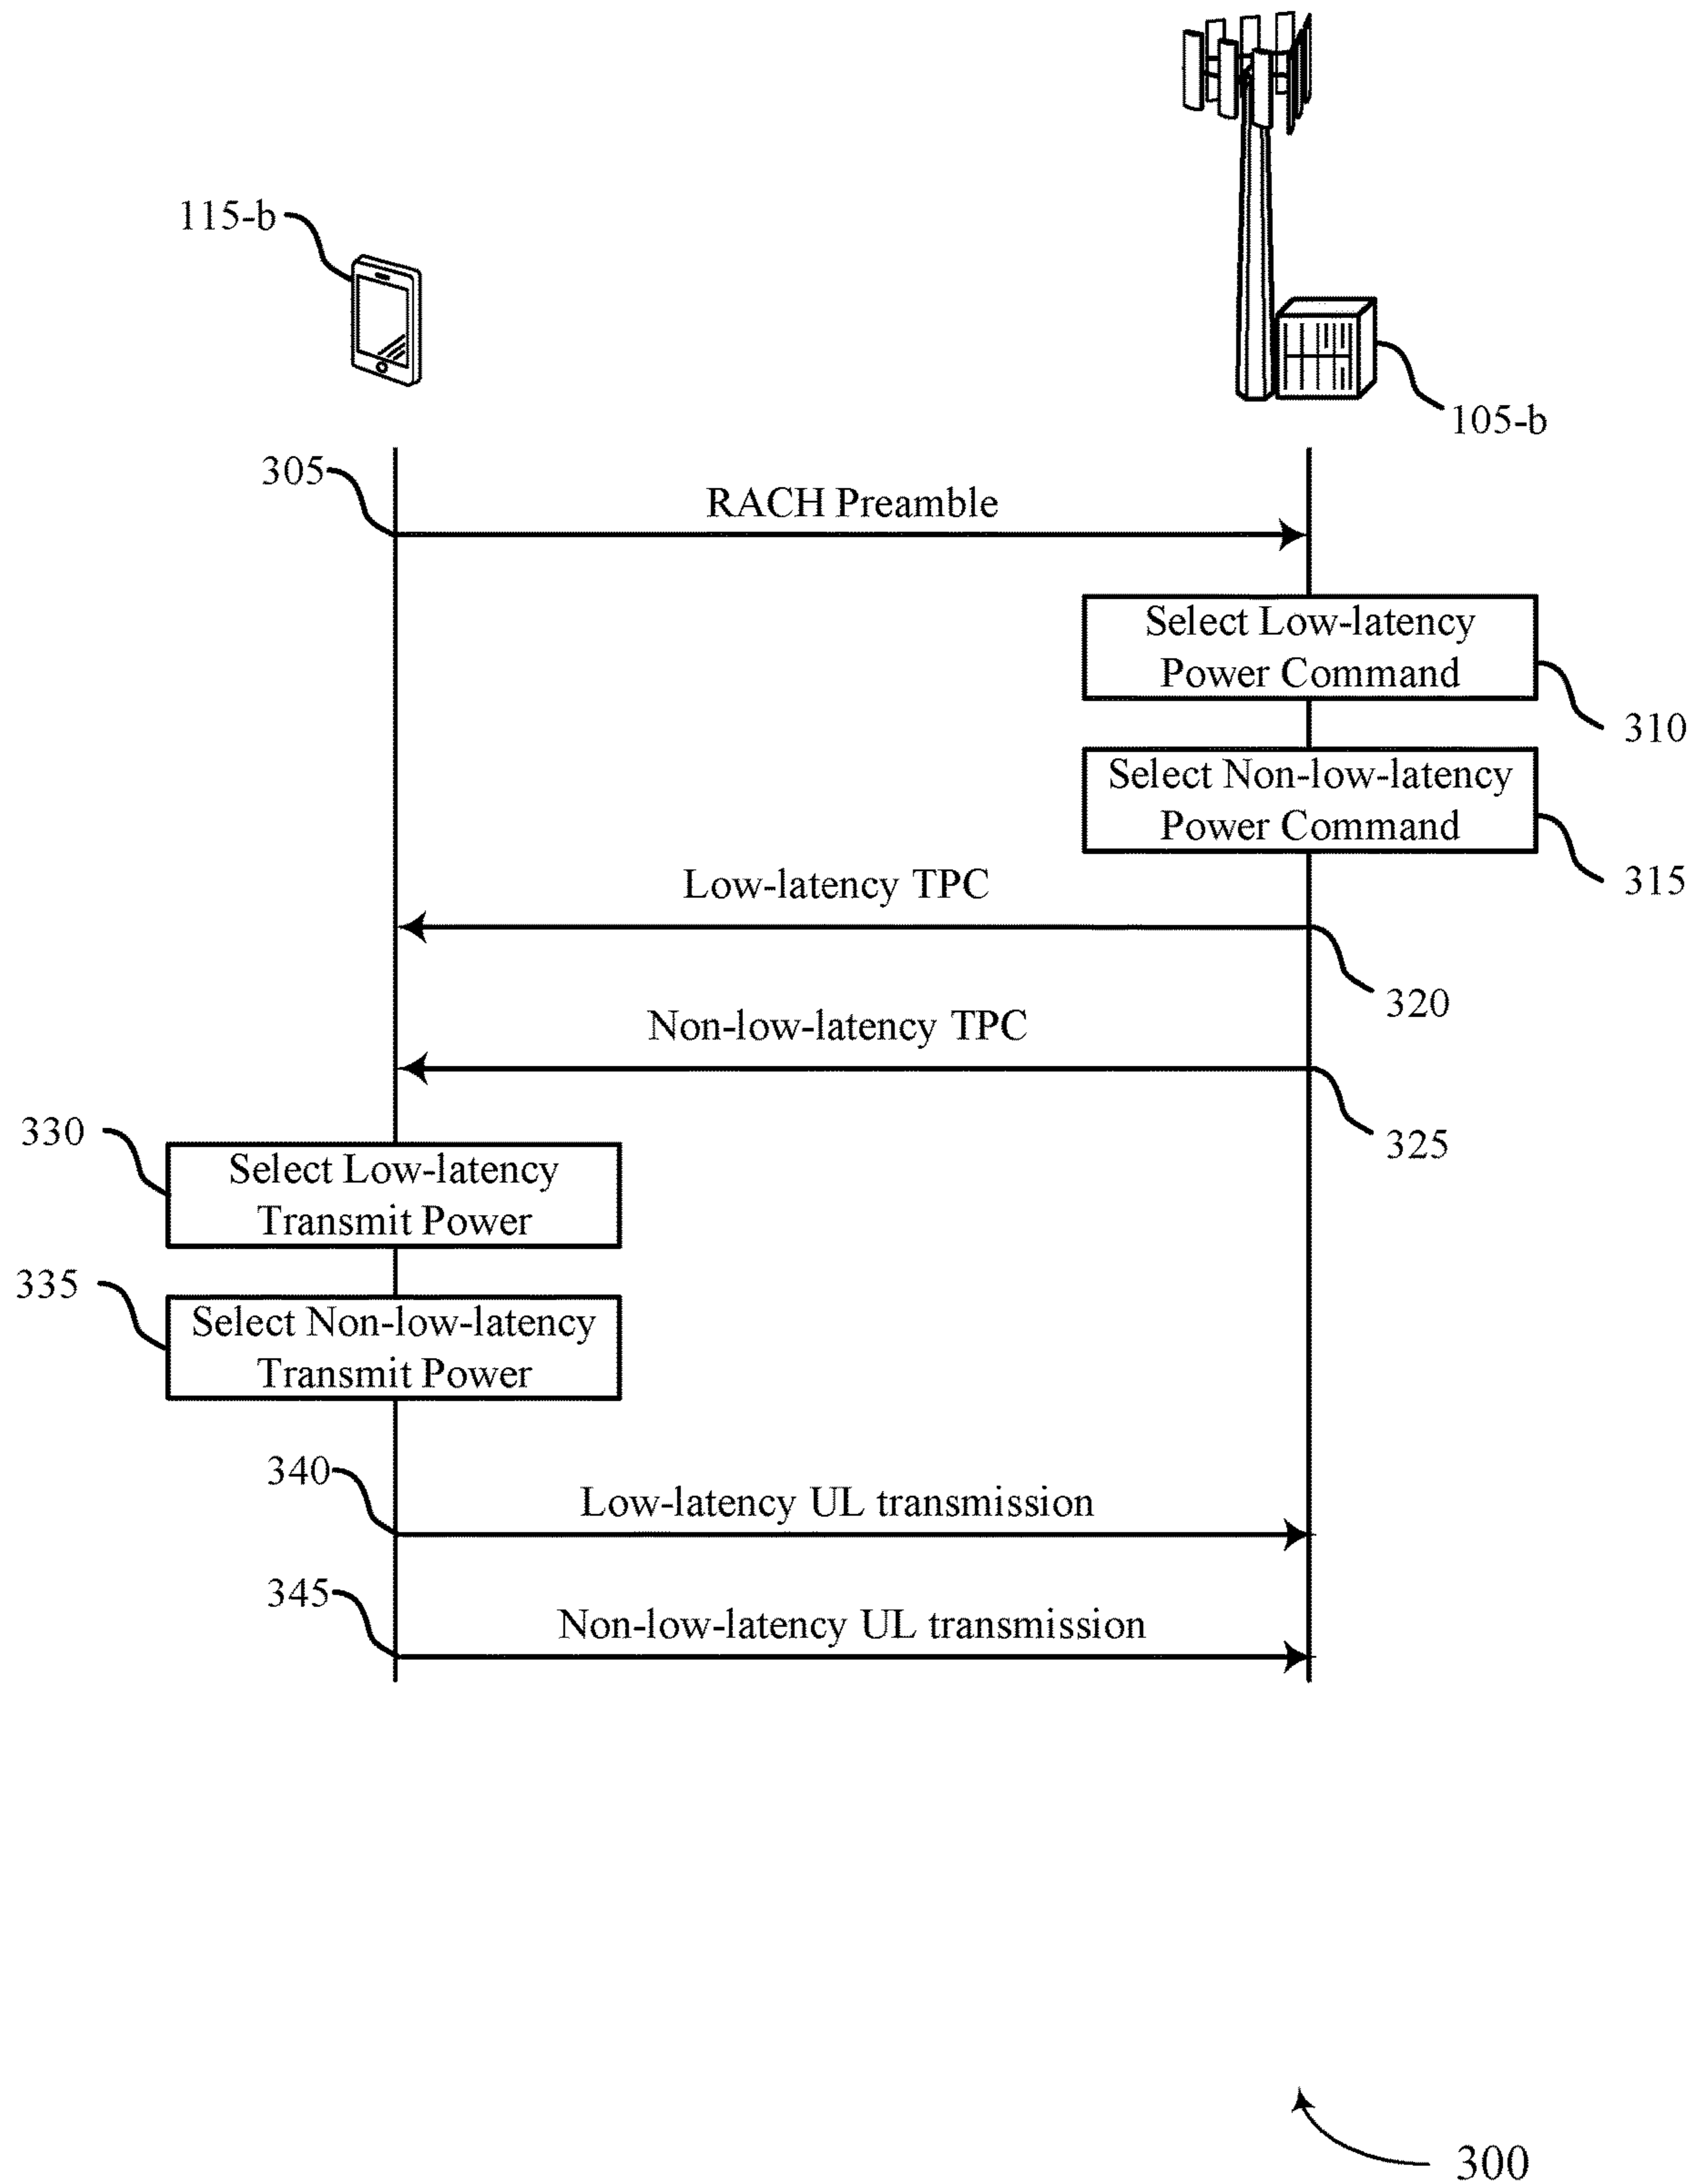 115-b
105-b
305
RACH Preamble
Select Low-latency
Power Command
310
Select Non-low-latency
Power Command
315
Low-latency TPC
320
Non-low-latency TPC
325
330
Select Low-latency
Transmit Power
335
Select Non-low-latency
Transmit Power
340
Low-latency UL transmission
345
Non-low-latency UL transmission
300